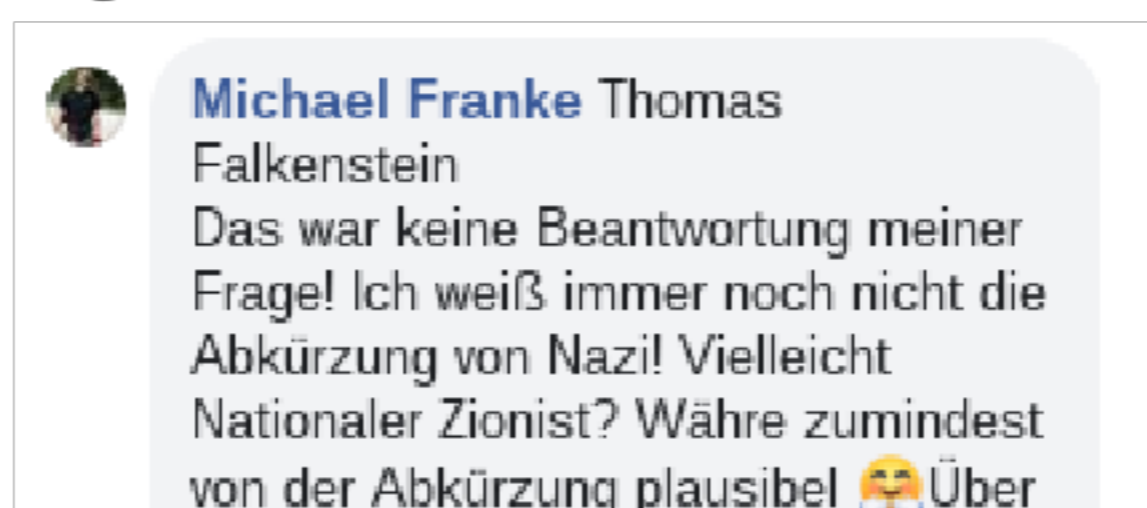 Michael Franke Thomas
Falkenstein
Das war keine Beantwortung meiner
Frage! Ich weiß immer noch nicht die
Abkürzung von Nazi! Vielleicht
Nationaler Zionist? Währe zumindest
von der Abkürzung plausibel 🤗Über